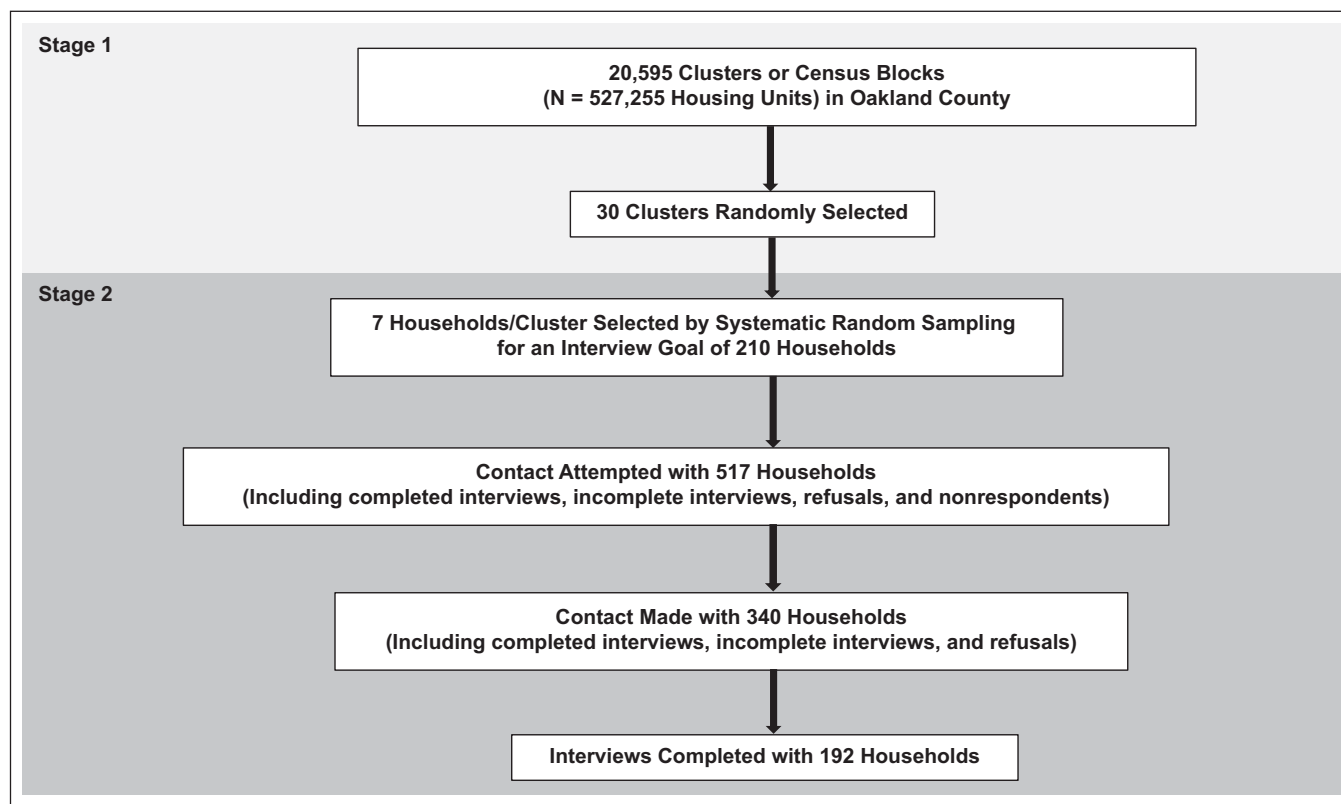 Stage 1
20,595 Clusters or Census Blocks
(N = 527,255 Housing Units) in Oakland County
30 Clusters Randomly Selected
Stage 2
7 Households/Cluster Selected by Systematic Random Sampling
for an Interview Goal of 210 Households
Contact Attempted with 517 Households
(Including completed interviews, incomplete interviews, refusals, and nonrespondents)
Contact Made with 340 Households
(Including completed interviews, incomplete interviews, and refusals)
Interviews Completed with 192 Households